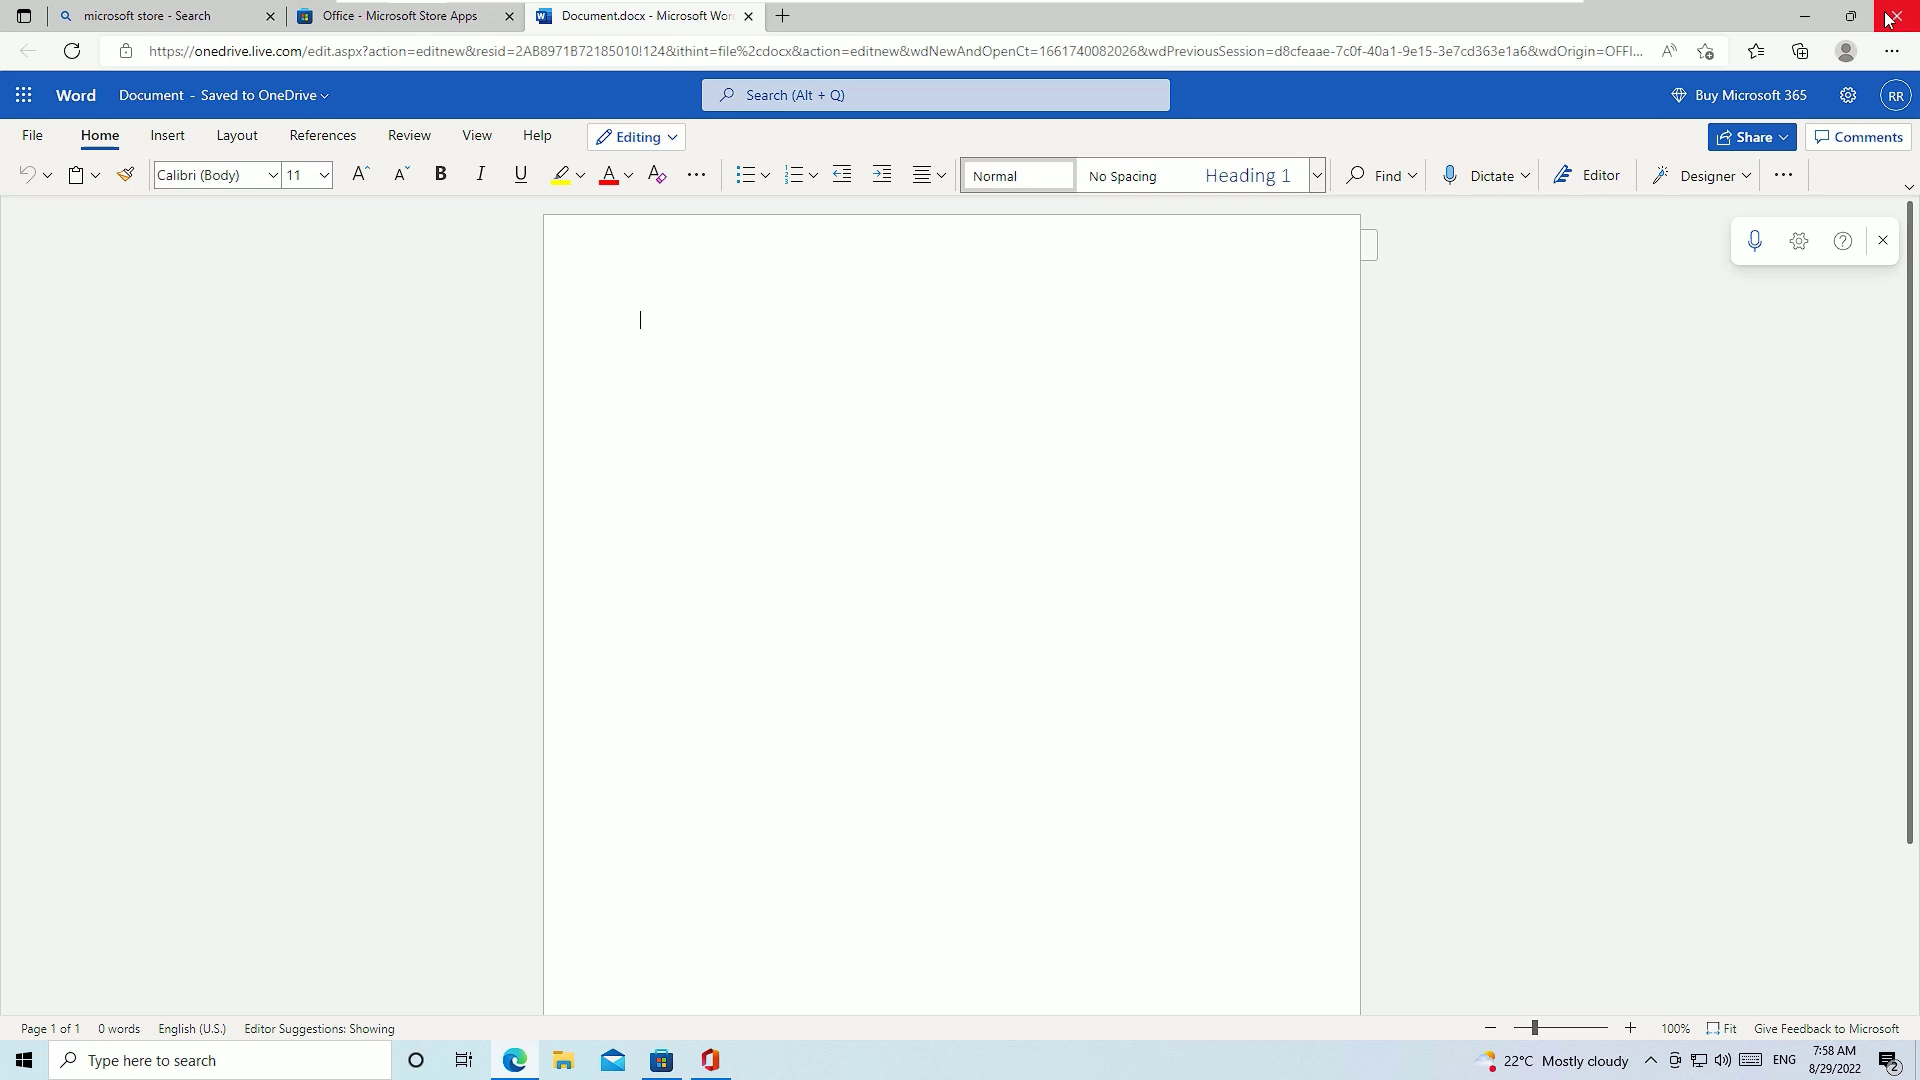 microsoft store - Search
Office - Microsoft Store Apps
Document.docx - Microsoft Wor
https://onedrive.live.com/edit.aspx?action=editnew&resid=2AB8971B72185010!124&ithint=file%2cdocx&action=editnew&wdNewAndOpenCt=1661740082026&wdPreviousSession=d8cfeaae-7c0f-40a1-9e15-3e7cd363e1a6&wdOrigin=OFFI...
Word Document - Saved to OneDrive
Search (Alt + Q)
Buy Microsoft 365
RR
File Home Insert Layout References Review View Help Editing Share Comments
Calibri (Body) 11 A A B I U A A Normal No Spacing Heading 1 Find Dictate Editor Designer
Page 1 of 1 0 words English (U.S.) Editor Suggestions: Showing 100% Fit Give Feedback to Microsoft
Type here to search
22°C Mostly cloudy
ENG
7:58 AM
8/29/2022
2